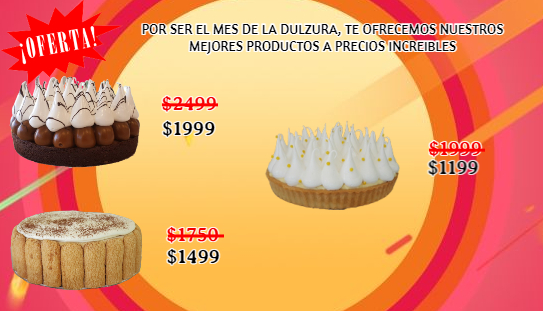 ¡OFERTA!
POR SER EL MES DE LA DULZURA, TE OFRECEMOS NUESTROS
MEJORES PRODUCTOS A PRECIOS INCREIBLES
$2499
$1999
$1999
$1199
$1750
$1499